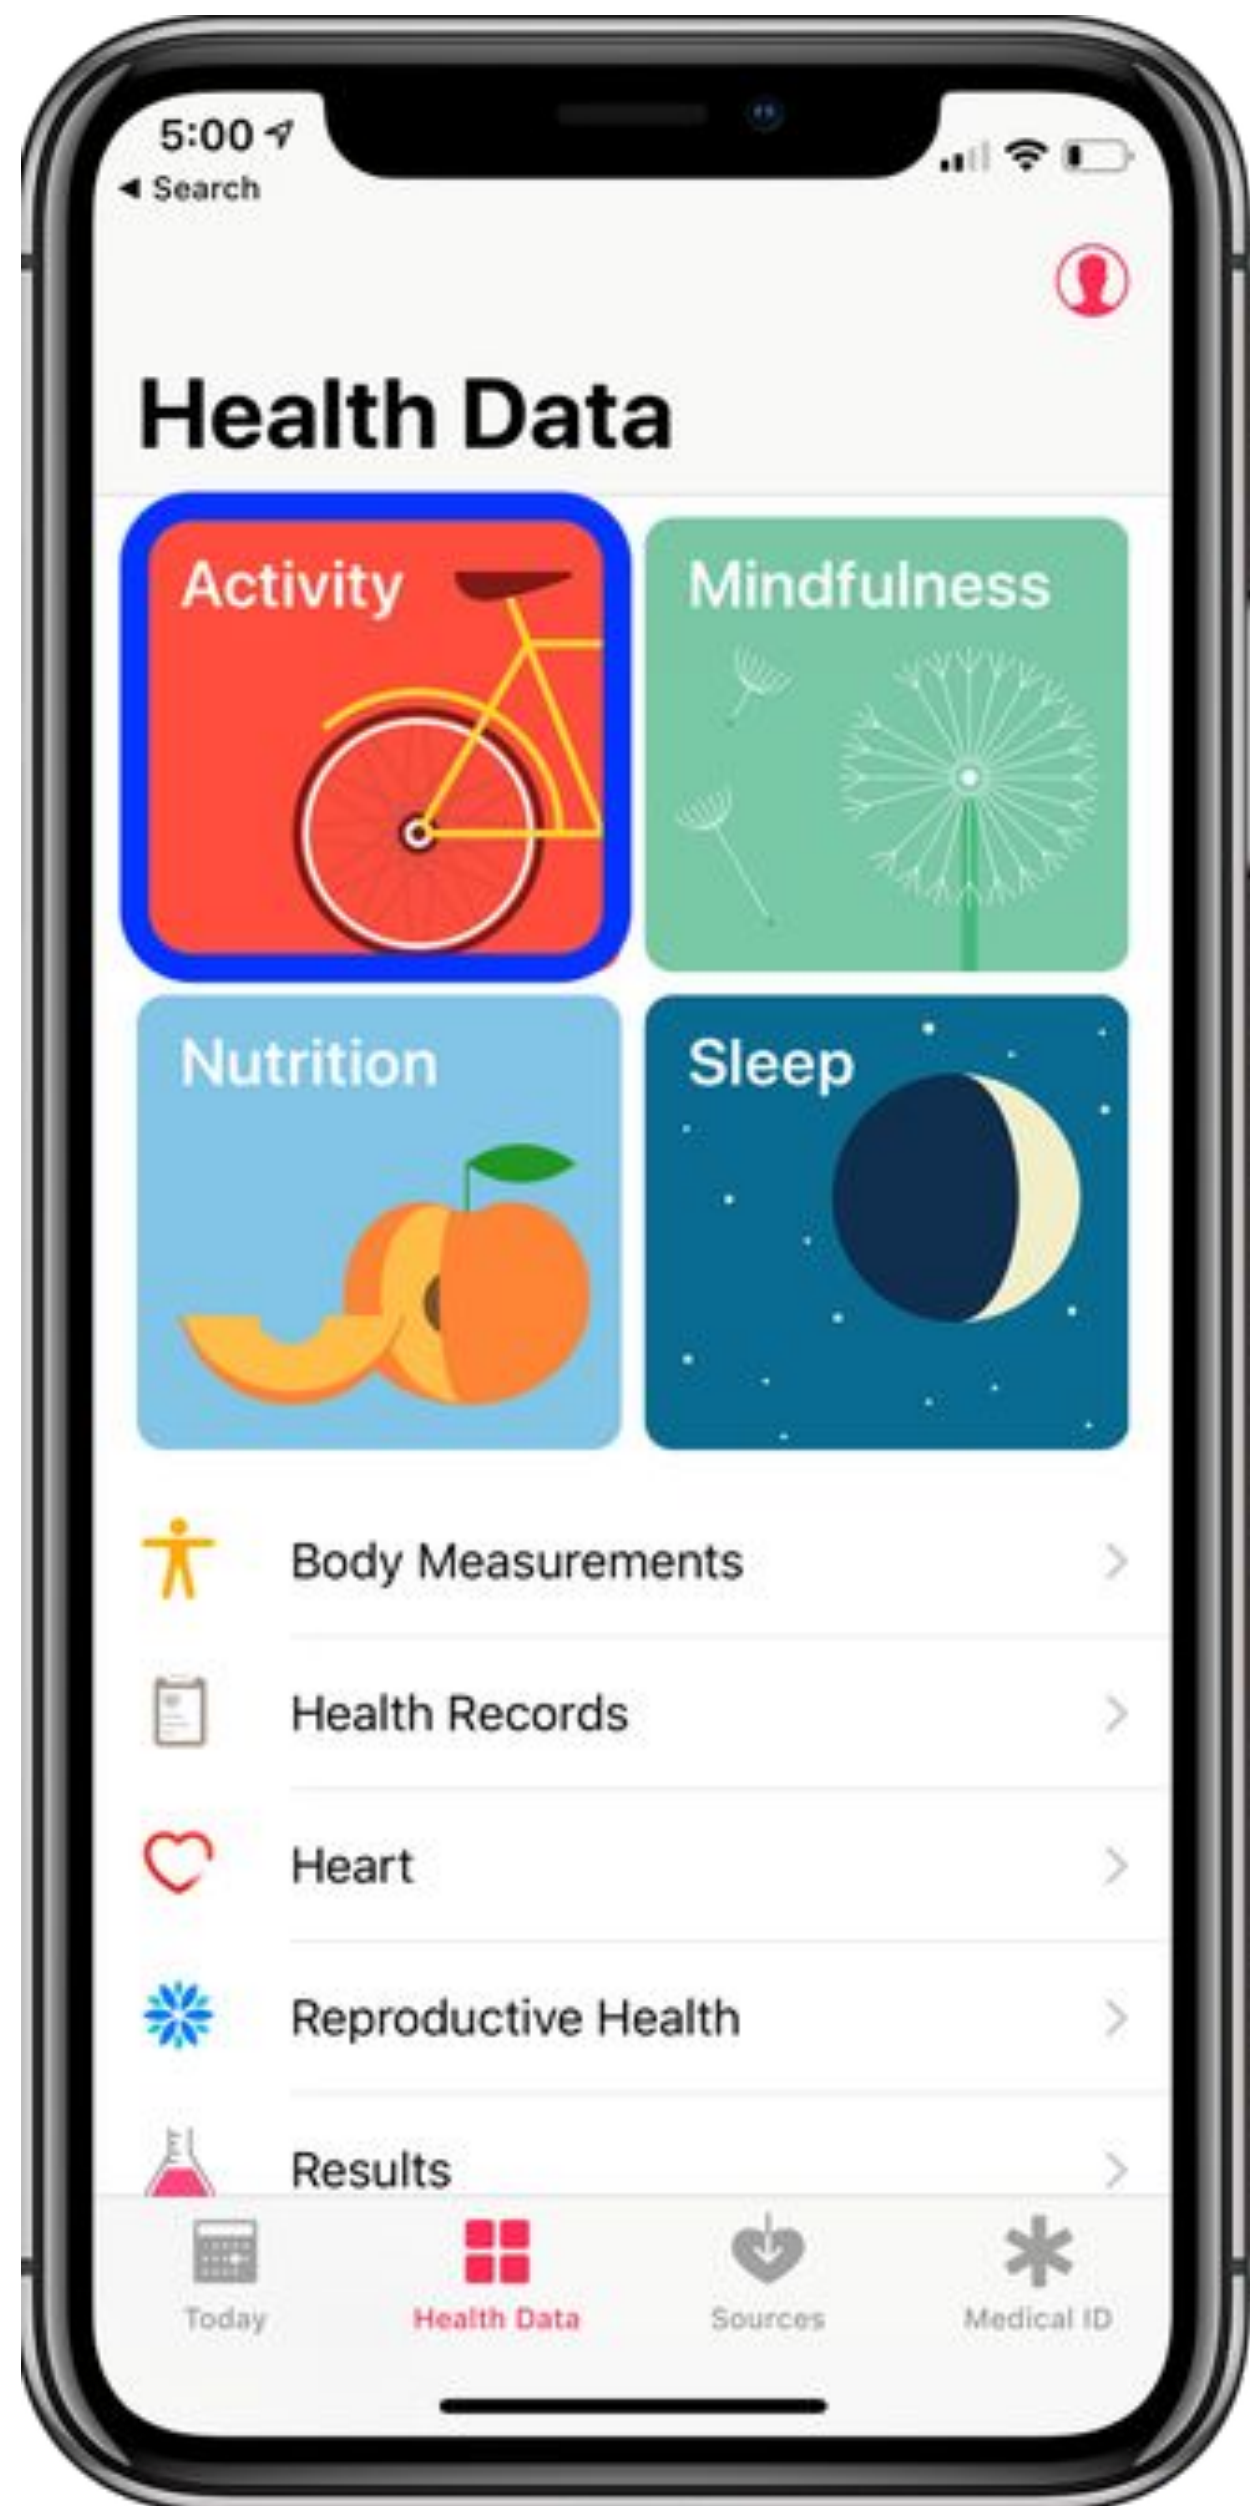 5:00
◀ Search
Health Data
Activity
Mindfulness
Nutrition
Sleep
Body Measurements
Health Records
Heart
Reproductive Health
Results
Today
Health Data
Sources
Medical ID